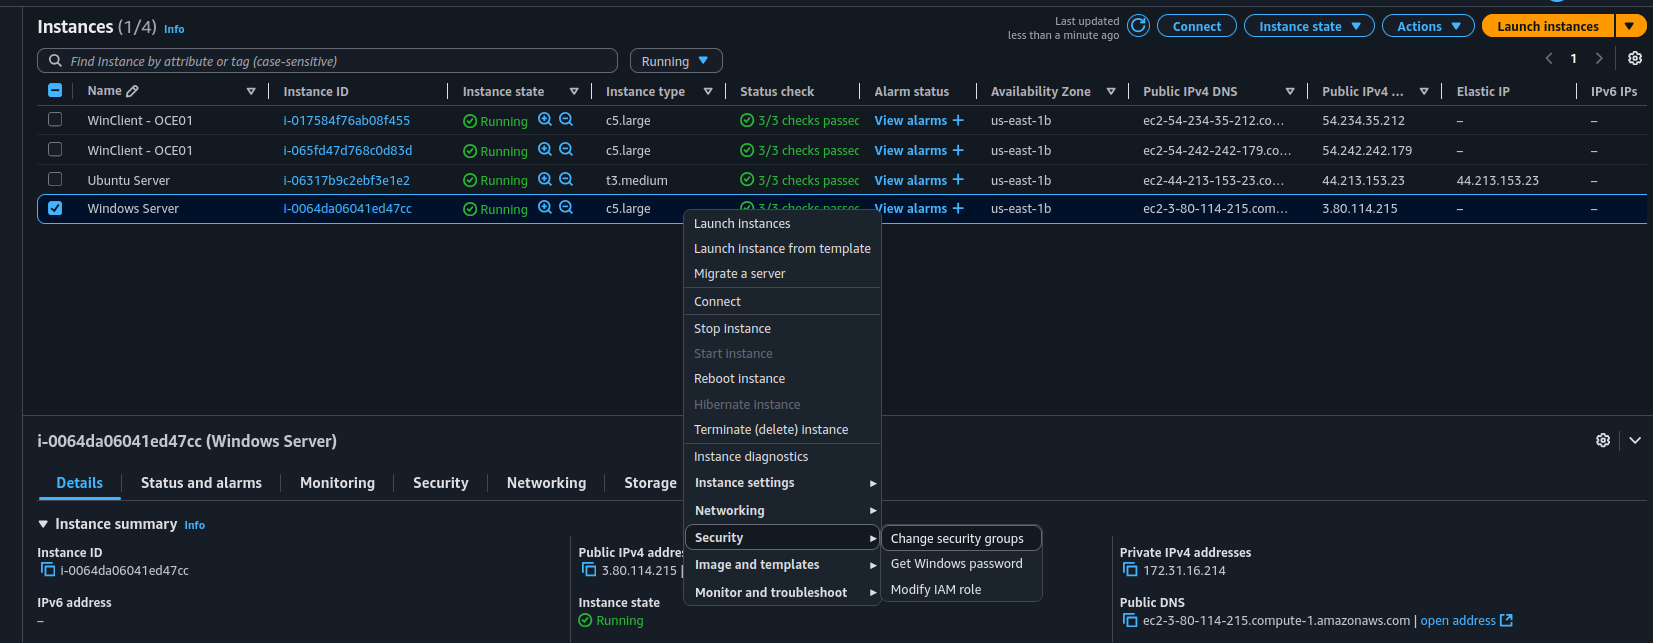 Instances (1/4) Info
Last updated
less than a minute ago
Connect
Instance state
Actions
Launch instances
Find Instance by attribute or tag (case-sensitive)
Running
1
Name Instance ID Instance state Instance type Status check Alarm status Availability Zone Public IPv4 DNS Public IPv4 ... Elastic IP IPv6 IPs
WinClient - OCE01 i-017584f76ab08f455 Running c5.large 3/3 checks passec View alarms + us-east-1b ec2-54-234-35-212.co... 54.234.35.212 – –
WinClient - OCE01 i-065fd47d768c0d83d Running c5.large 3/3 checks passec View alarms + us-east-1b ec2-54-242-242-179.co... 54.242.242.179 – –
Ubuntu Server i-06317b9c2ebf3e1e2 Running t3.medium 3/3 checks passec View alarms + us-east-1b ec2-44-213-153-23.co... 44.213.153.23 44.213.153.23 –
Windows Server i-0064da06041ed47cc Running c5.large 3/3 checks passec View alarms + us-east-1b ec2-3-80-114-215.com... 3.80.114.215 – –
Launch instances
Launch instance from template
Migrate a server
Connect
Stop instance
Start instance
Reboot instance
Hibernate instance
Terminate (delete) instance
Instance diagnostics
Instance settings
Networking
Security
Image and templates
Monitor and troubleshoot
Change security groups
Get Windows password
Modify IAM role
i-0064da06041ed47cc (Windows Server)
Details Status and alarms Monitoring Security Networking Storage
Instance summary Info
Instance ID
i-0064da06041ed47cc
IPv6 address
–
Public IPv4 addre
3.80.114.215 |
Instance state
Running
Private IPv4 addresses
172.31.16.214
Public DNS
ec2-3-80-114-215.compute-1.amazonaws.com | open address